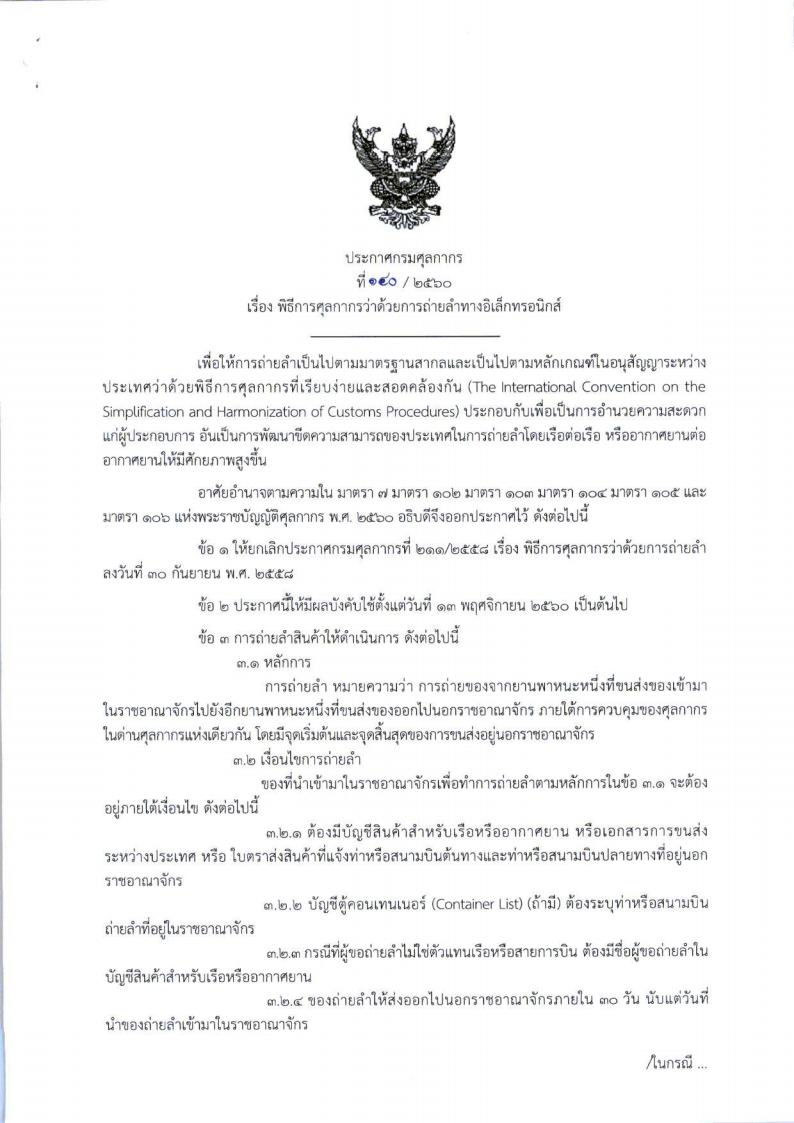 ประกาศกรมศุลกากร
ที่ ๑๔๐ / ๒๕๖๐
เรื่อง พิธีการศุลกากรว่าด้วยการถ่ายลำทางอิเล็กทรอนิกส์
เพื่อให้การถ่ายลำเป็นไปตามมาตรฐานสากลและเป็นไปตามหลักเกณฑ์ในอนุสัญญาระหว่าง
ประเทศว่าด้วยพิธีการศุลกากรที่เรียบง่ายและสอดคล้องกัน (The International Convention on the
Simplification and Harmonization of Customs Procedures) ประกอบกับเพื่อเป็นการอำนวยความสะดวก
แก่ผู้ประกอบการ อันเป็นการพัฒนาขีดความสามารถของประเทศในการถ่ายลำโดยเรือต่อเรือ หรืออากาศยานต่อ
อากาศยานให้มีศักยภาพสูงขึ้น
อาศัยอำนาจตามความใน มาตรา ๗ มาตรา ๑๐๒ มาตรา ๑๐๓ มาตรา ๑๐๔ มาตรา ๑๐๕ และ
มาตรา ๑๐๖ แห่งพระราชบัญญัติศุลกากร พ.ศ. ๒๕๖๐ อธิบดีจึงออกประกาศไว้ ดังต่อไปนี้
ข้อ ๑ ให้ยกเลิกประกาศกรมศุลกากรที่ ๒๑๑/๒๕๕๘ เรื่อง พิธีการศุลกากรว่าด้วยการถ่ายลำ
ลงวันที่ ๓๐ กันยายน พ.ศ. ๒๕๕๘
ข้อ ๒ ประกาศนี้ให้มีผลบังคับใช้ตั้งแต่วันที่ ๑๓ พฤศจิกายน ๒๕๖๐ เป็นต้นไป
ข้อ ๓ การถ่ายลำสินค้าให้ดำเนินการ ดังต่อไปนี้
๓.๑ หลักการ
การถ่ายลำ หมายความว่า การถ่ายของจากยานพาหนะหนึ่งที่ขนส่งของเข้ามา
ในราชอาณาจักรไปยังอีกยานพาหนะหนึ่งที่ขนส่งของออกไปนอกราชอาณาจักร ภายใต้การควบคุมของศุลกากร
ในด่านศุลกากรแห่งเดียวกัน โดยมีจุดเริ่มต้นและจุดสิ้นสุดของการขนส่งอยู่นอกราชอาณาจักร
๓.๒ เงื่อนไขการถ่ายลำ
ของที่นำเข้ามาในราชอาณาจักรเพื่อทำการถ่ายลำตามหลักการในข้อ ๓.๑ จะต้อง
อยู่ภายใต้เงื่อนไข ดังต่อไปนี้
๓.๒.๑ ต้องมีบัญชีสินค้าสำหรับเรือหรืออากาศยาน หรือเอกสารการขนส่ง
ระหว่างประเทศ หรือ ใบตราส่งสินค้าที่แจ้งท่าหรือสนามบินต้นทางและท่าหรือสนามบินปลายทางที่อยู่นอก
ราชอาณาจักร
๓.๒.๒ บัญชีตู้คอนเทนเนอร์ (Container List) (ถ้ามี) ต้องระบุท่าหรือสนามบิน
ถ่ายลำที่อยู่ในราชอาณาจักร
๓.๒.๓ กรณีที่ผู้ขอถ่ายลำไม่ใช่ตัวแทนเรือหรือสายการบิน ต้องมีชื่อผู้ขอถ่ายลำใน
บัญชีสินค้าสำหรับเรือหรืออากาศยาน
๓.๒.๔ ของถ่ายลำให้ส่งออกไปนอกราชอาณาจักรภายใน ๓๐ วัน นับแต่วันที่
นำของถ่ายลำเข้ามาในราชอาณาจักร
/ในกรณี ...